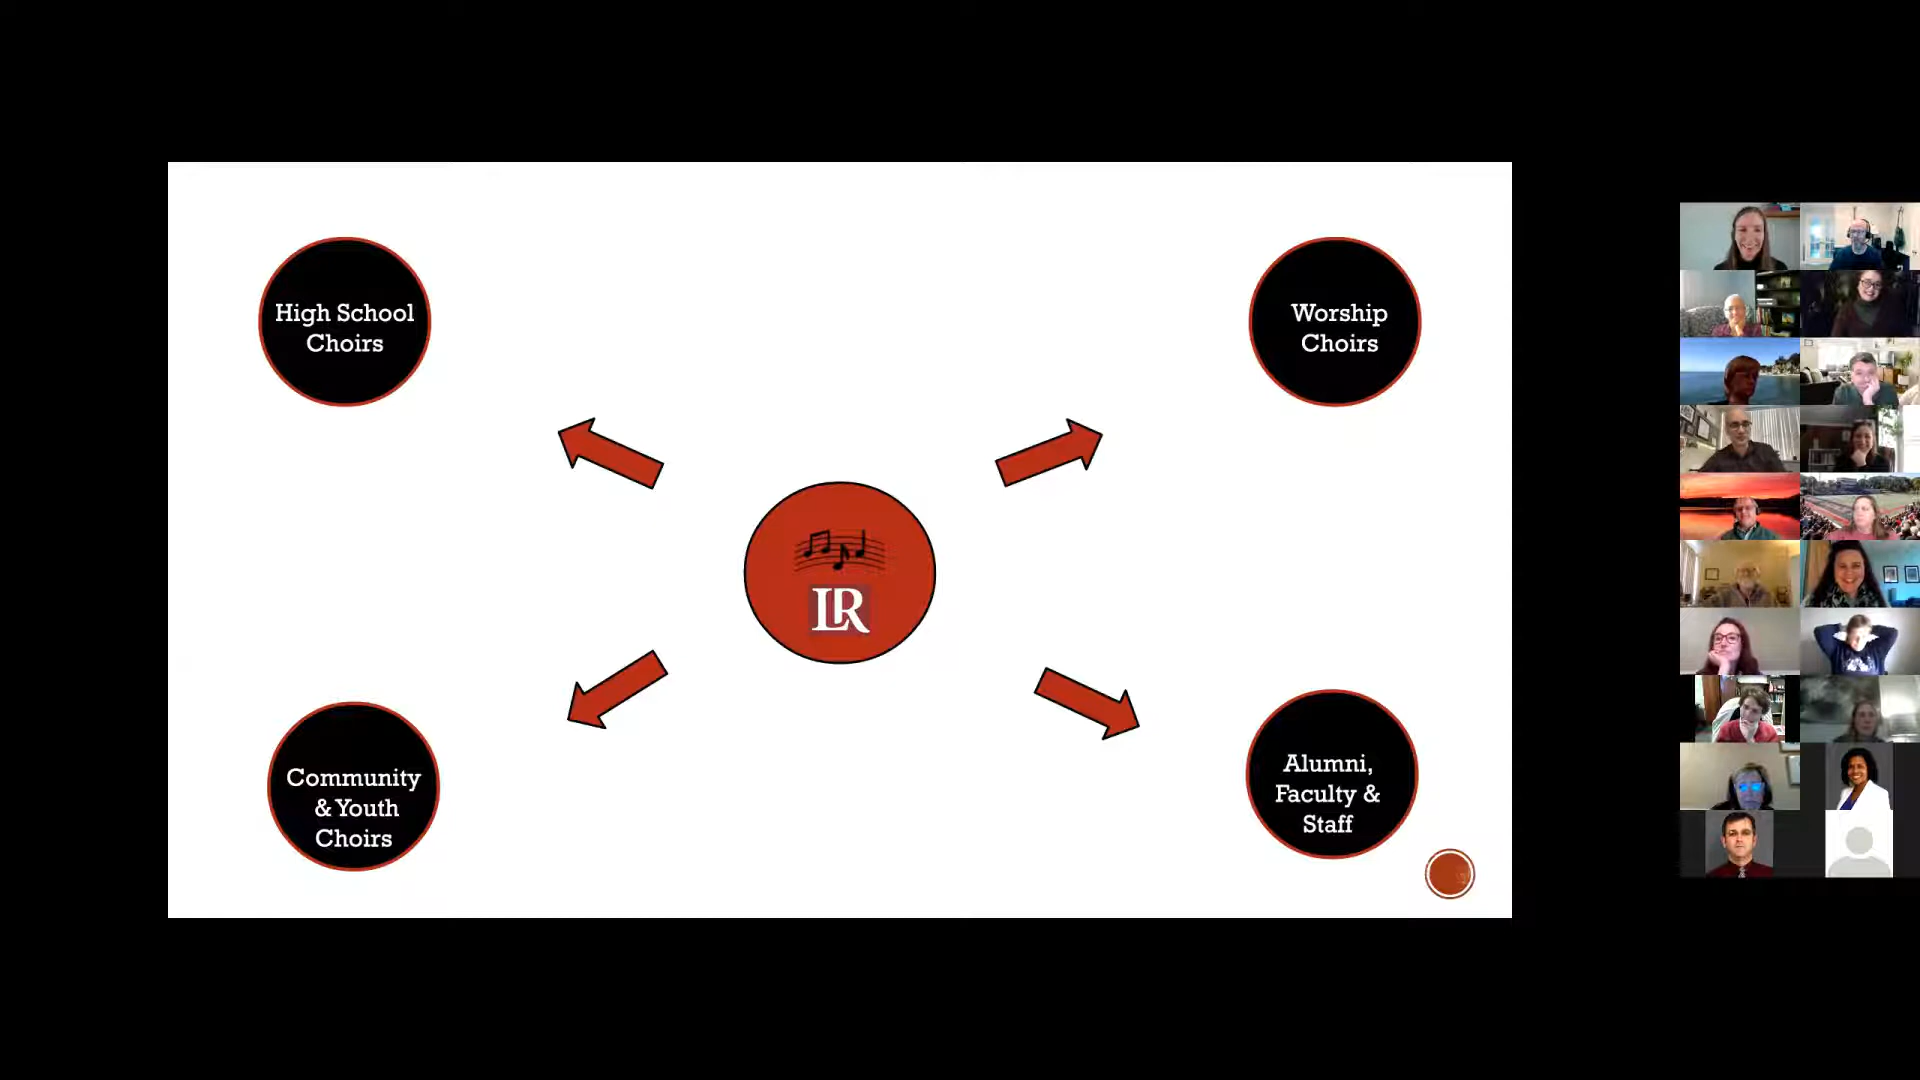 High School
Choirs
Worship
Choirs
LR
Community
& Youth
Choirs
Alumni,
Faculty &
Staff